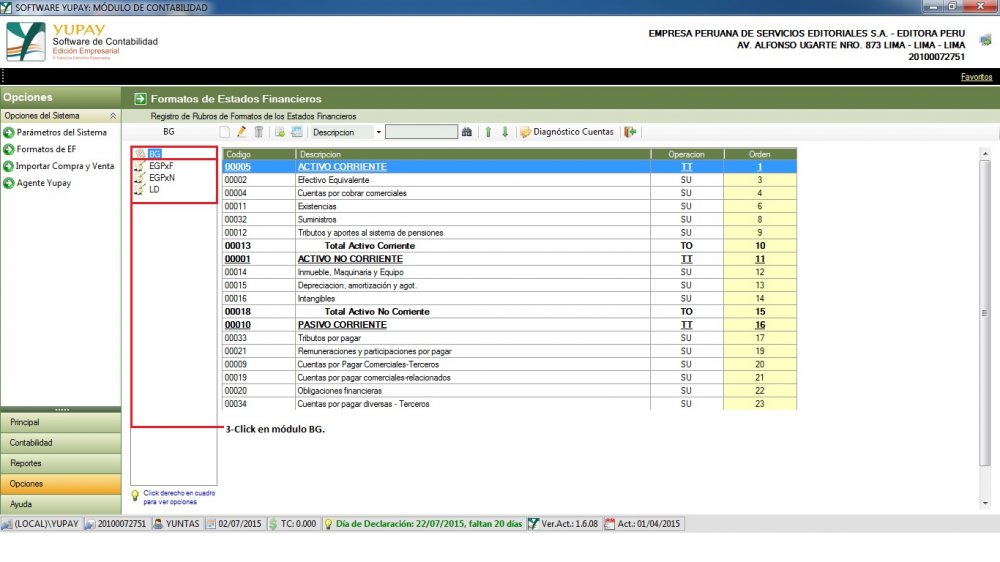 SOFTWARE YUPAY: MÓDULO DE CONTABILIDAD
YUPAY
Software de Contabilidad
Edición Empresarial
EMPRESA PERUANA DE SERVICIOS EDITORIALES S.A. - EDITORA PERU
AV. ALFONSO UGARTE NRO. 873 LIMA - LIMA - LIMA
20100072751
Favoritos
Opciones
Opciones del Sistema
Parámetros del Sistema
Formatos de EF
Importar Compra y Venta
Agente Yupay
Formatos de Estados Financieros
Registro de Rubros de Formatos de los Estados Financieros
BG Descripcion Diagnóstico Cuentas
BG
EGPxF
EGPxN
LD
Codigo Descripcion Operacion Orden
00005 ACTIVO CORRIENTE TT 1
00002 Efectivo Equivalente SU 3
00004 Cuentas por cobrar comerciales SU 4
00011 Existencias SU 6
00032 Suministros SU 8
00012 Tributos y aportes al sistema de pensiones SU 9
00013 Total Activo Corriente TO 10
00001 ACTIVO NO CORRIENTE TT 11
00014 Inmueble, Maquinaria y Equipo SU 12
00015 Depreciacion, amortización y agot. SU 13
00016 Intangibles SU 14
00018 Total Activo No Corriente TO 15
00010 PASIVO CORRIENTE TT 16
00033 Tributos por pagar SU 17
00021 Remuneraciones y participaciones por pagar SU 19
00009 Cuentas por Pagar Comerciales-Terceros SU 20
00019 Cuentas por pagar comerciales-relacionados SU 21
00020 Obligaciones financieras SU 22
00034 Cuentas por pagar diversas - Terceros SU 23
3-Click en módulo BG.
Principal
Contabilidad
Reportes
Opciones
Ayuda
Click derecho en cuadro
para ver opciones
(LOCAL)\YUPAY 20100072751 YUNTAS 02/07/2015 TC: 0.000 Día de Declaración: 22/07/2015, faltan 20 días Ver.Act.: 1.6.08 Act.: 01/04/2015